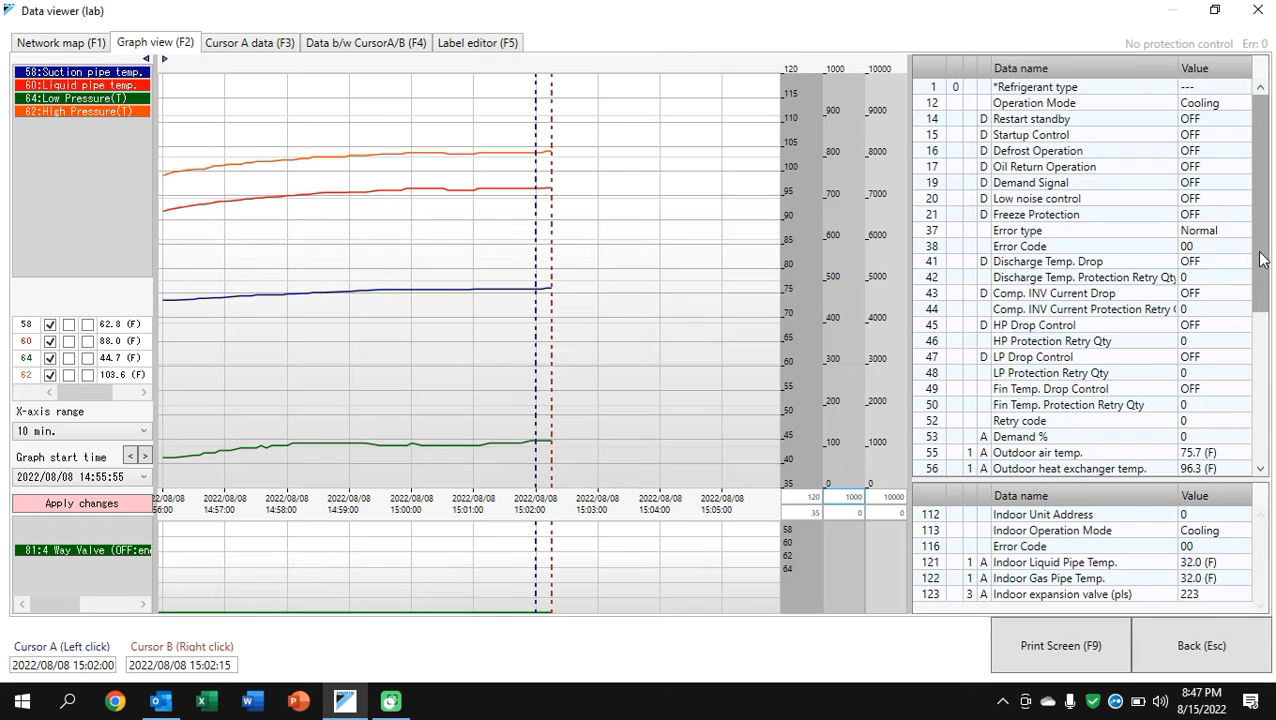 Data viewer (lab)
Network map (F1) Graph view (F2) Cursor A data (F3) Data b/w CursorA/B (F4) Label editor (F5) No protection control Err: 0
58:Suction pipe temp.
60:Liquid pipe temp.
64:Low Pressure(T)
62:High Pressure(T)
58 62.8 (F)
60 88.0 (F)
64 44.7 (F)
62 103.6 (F)
X-axis range
10 min.
Graph start time < >
2022/08/08 14:55:55
Apply changes
81:4 Way Valve (OFF:en
120 1000 10000
115
110 900 9000
105
100 800 8000
95
90 700 7000
85 600 6000
80
75 500 5000
70
65 400 4000
60
55 300 3000
50 200 2000
45
40 100 1000
35 0 0
22/08/08 2022/08/08 2022/08/08 2022/08/08 2022/08/08 2022/08/08 2022/08/08 2022/08/08 2022/08/08 2022/08/08
56:00 14:57:00 14:58:00 14:59:00 15:00:00 15:01:00 15:02:00 15:03:00 15:04:00 15:05:00
120 1000 10000
35 0 0
58
60
62
64
Data name Value
1 0 *Refrigerant type ---
12 Operation Mode Cooling
14 D Restart standby OFF
15 D Startup Control OFF
16 D Defrost Operation OFF
17 D Oil Return Operation OFF
19 D Demand Signal OFF
20 D Low noise control OFF
21 D Freeze Protection OFF
37 Error type Normal
38 Error Code 00
41 D Discharge Temp. Drop OFF
42 Discharge Temp. Protection Retry Qty 0
43 D Comp. INV Current Drop OFF
44 Comp. INV Current Protection Retry ( 0
45 D HP Drop Control OFF
46 HP Protection Retry Qty 0
47 D LP Drop Control OFF
48 LP Protection Retry Qty 0
49 D Fin Temp. Drop Control OFF
50 Fin Temp. Protection Retry Qty 0
52 Retry code 0
53 A Demand % 0
55 1 A Outdoor air temp. 75.7 (F)
56 1 A Outdoor heat exchanger temp. 96.3 (F)
Data name Value
112 Indoor Unit Address 0
113 Indoor Operation Mode Cooling
116 Error Code 00
121 1 A Indoor Liquid Pipe Temp. 32.0 (F)
122 1 A Indoor Gas Pipe Temp. 32.0 (F)
123 3 A Indoor expansion valve (pls) 223
Cursor A (Left click) Cursor B (Right click)
2022/08/08 15:02:00 2022/08/08 15:02:15
Print Screen (F9) Back (Esc)
8:47 PM
8/15/2022